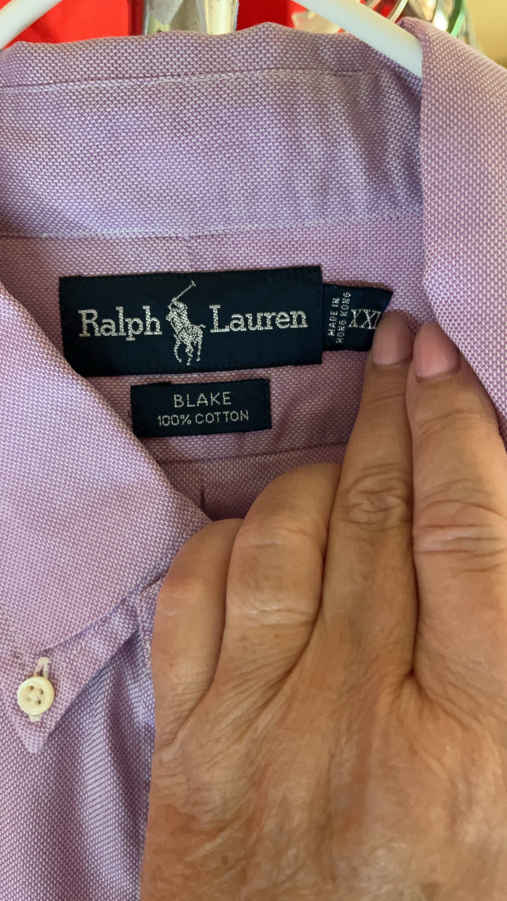 Ralph Lauren
MADE IN
HONG KONG
XXL
BLAKE
100% COTTON